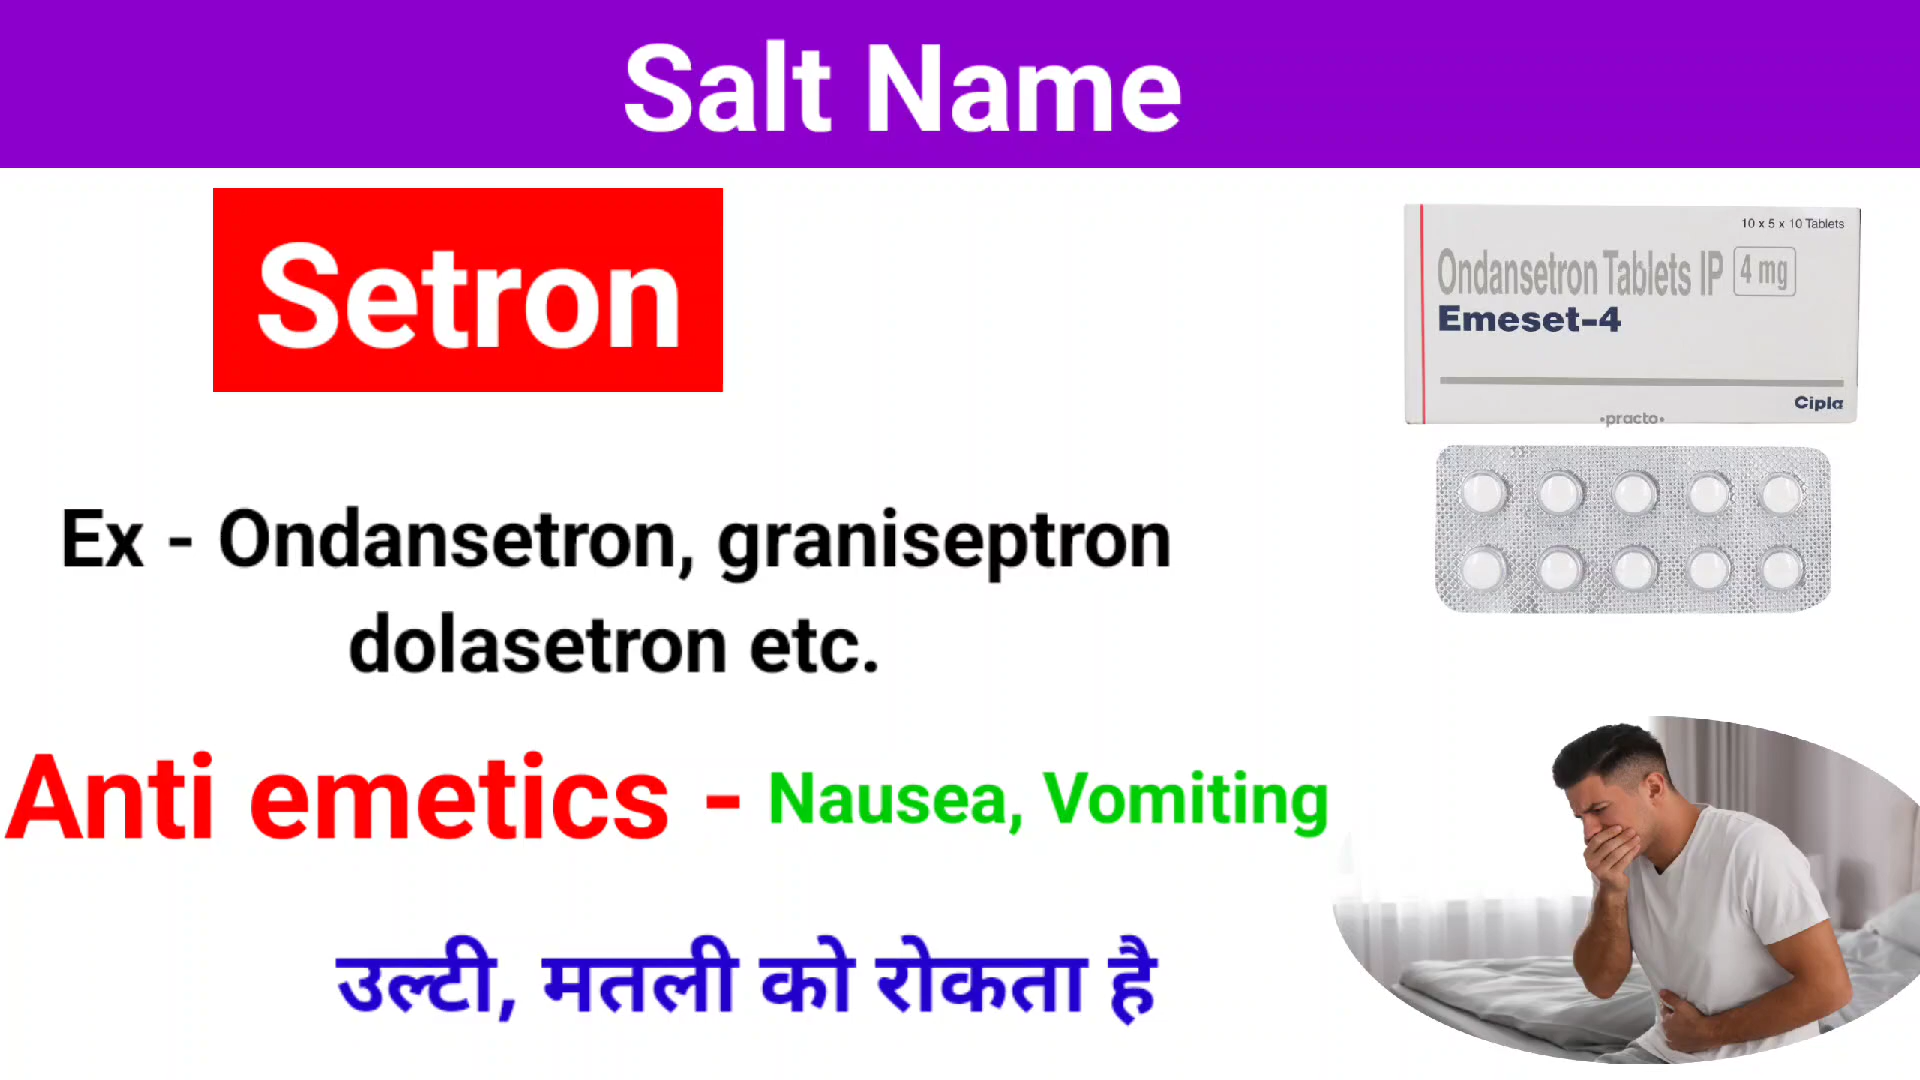 Salt Name
Setron
10 x 5 x 10 Tablets
Ondansetron Tablets IP 4 mg
Emeset-4
Cipla
•practo•
Ex - Ondansetron, graniseptron
dolasetron etc.
Anti emetics - Nausea, Vomiting
उल्टी, मतली को रोकता है